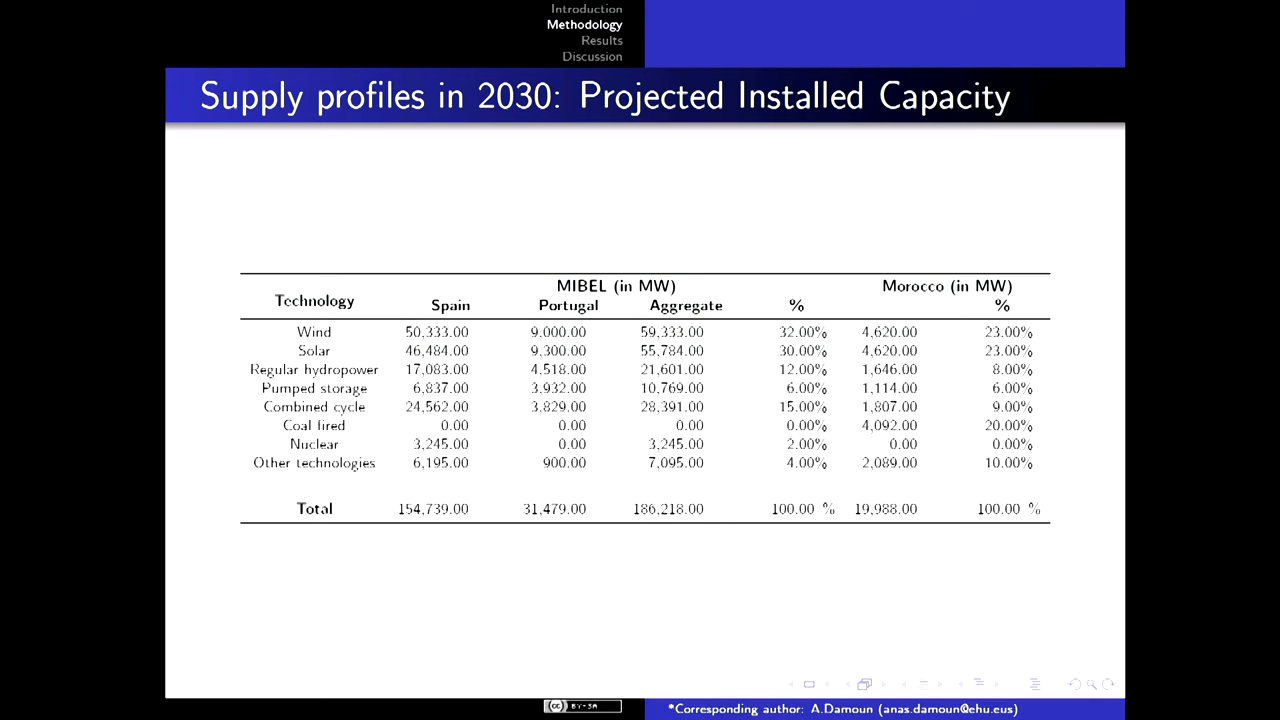 Introduction
Methodology
Results
Discussion
Supply profiles in 2030: Projected Installed Capacity
MIBEL (in MW) Morocco (in MW)
Technology Spain Portugal Aggregate % %
Wind 50,333.00 9,000.00 59,333.00 32.00% 4,620.00 23.00%
Solar 46,484.00 9,300.00 55,784.00 30.00% 4,620.00 23.00%
Regular hydropower 17,083.00 4,518.00 21,601.00 12.00% 1,646.00 8.00%
Pumped storage 6,837.00 3,932.00 10,769.00 6.00% 1,114.00 6.00%
Combined cycle 24,562.00 3,829.00 28,391.00 15.00% 1,807.00 9.00%
Coal fired 0.00 0.00 0.00 0.00% 4,092.00 20.00%
Nuclear 3,245.00 0.00 3,245.00 2.00% 0.00 0.00%
Other technologies 6,195.00 900.00 7,095.00 4.00% 2,089.00 10.00%
Total 154,739.00 31,479.00 186,218.00 100.00 % 19,988.00 100.00 %
cc BY-SA
*Corresponding author: A.Damoun (anas.damoun@ehu.eus)